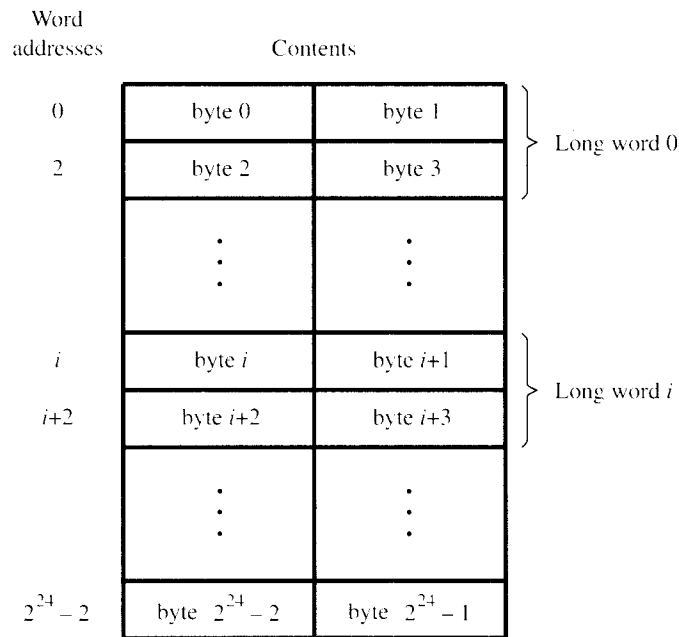 Word
addresses
Contents
0 byte 0 byte 1
Long word 0
2 byte 2 byte 3
i byte i byte i+1
Long word i
i+2 byte i+2 byte i+3
2^24 – 2 byte 2^24 – 2 byte 2^24 – 1